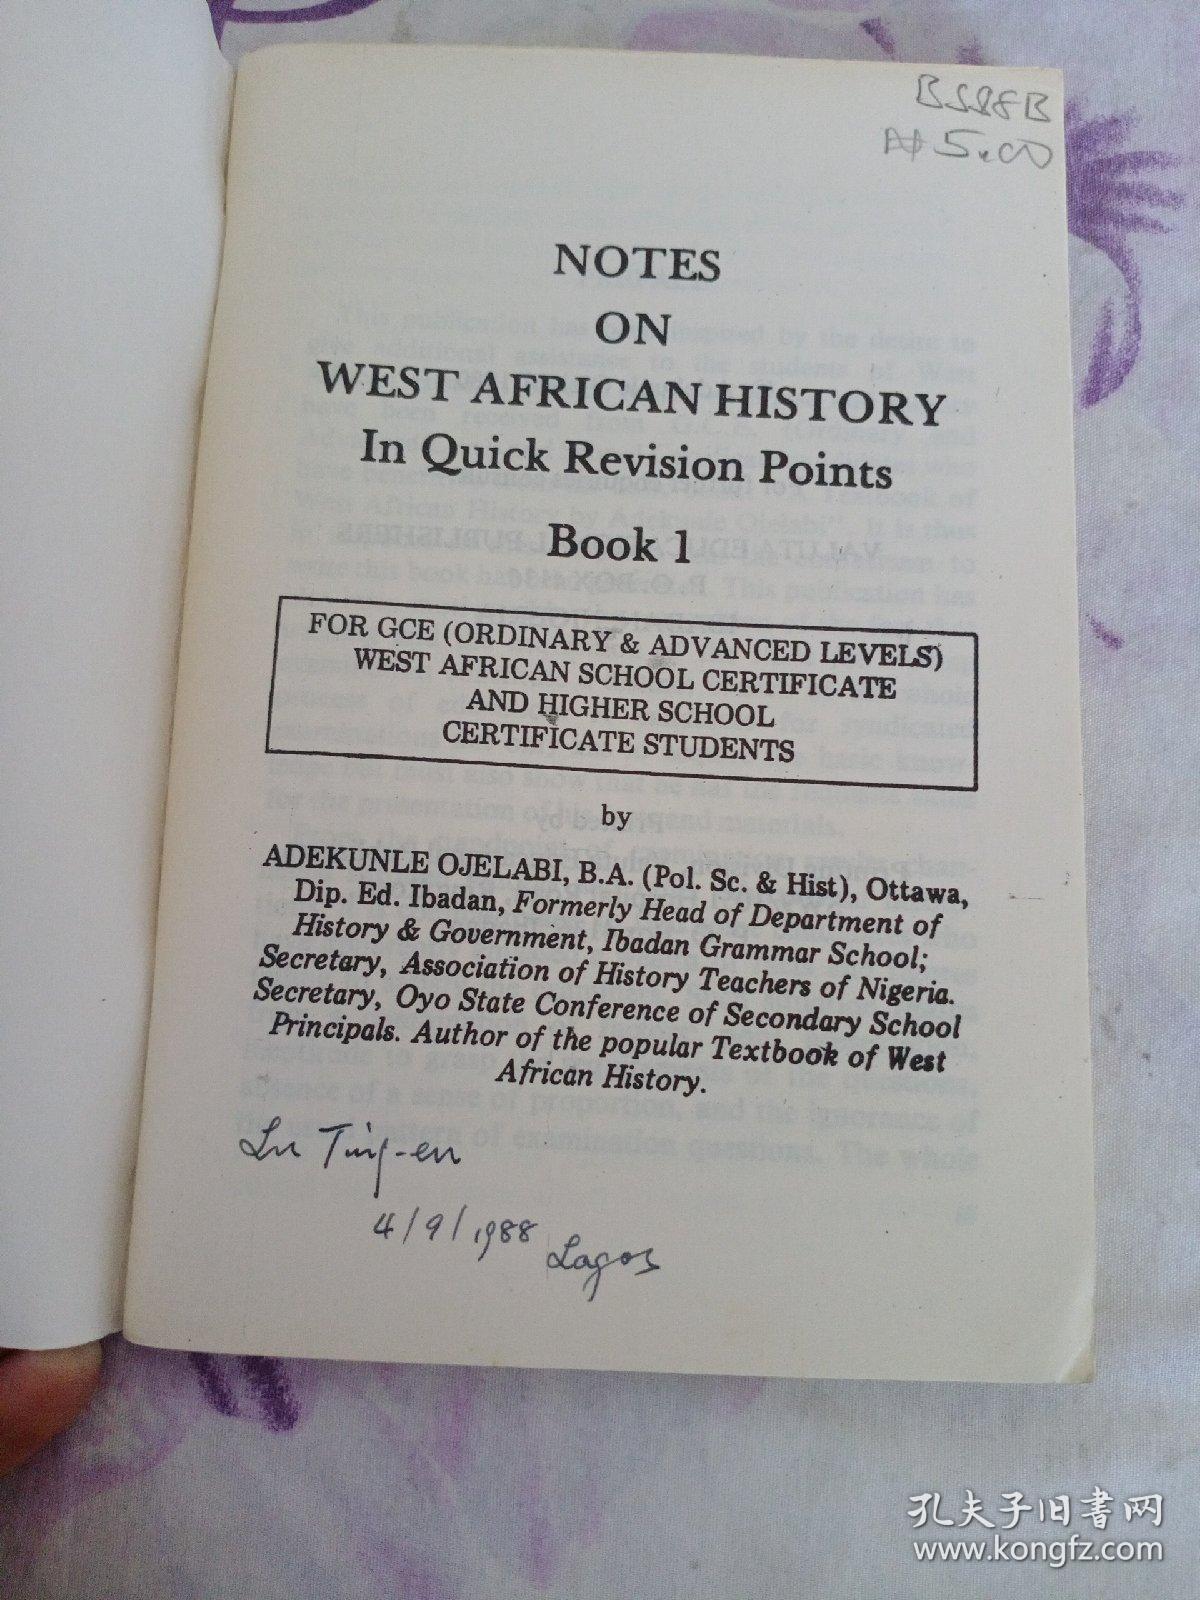 BSS8B
₦ 5.00
NOTES
ON
WEST AFRICAN HISTORY
In Quick Revision Points
Book 1
FOR GCE (ORDINARY & ADVANCED LEVELS)
WEST AFRICAN SCHOOL CERTIFICATE
AND HIGHER SCHOOL
CERTIFICATE STUDENTS
by
ADEKUNLE OJELABI, B.A. (Pol. Sc. & Hist), Ottawa,
Dip. Ed. Ibadan, Formerly Head of Department of
History & Government, Ibadan Grammar School;
Secretary, Association of History Teachers of Nigeria.
Secretary, Oyo State Conference of Secondary School
Principals. Author of the popular Textbook of West
African History.
Lu Ting-en
4/9/1988 Lagos
孔夫子旧书网
www.kongfz.com